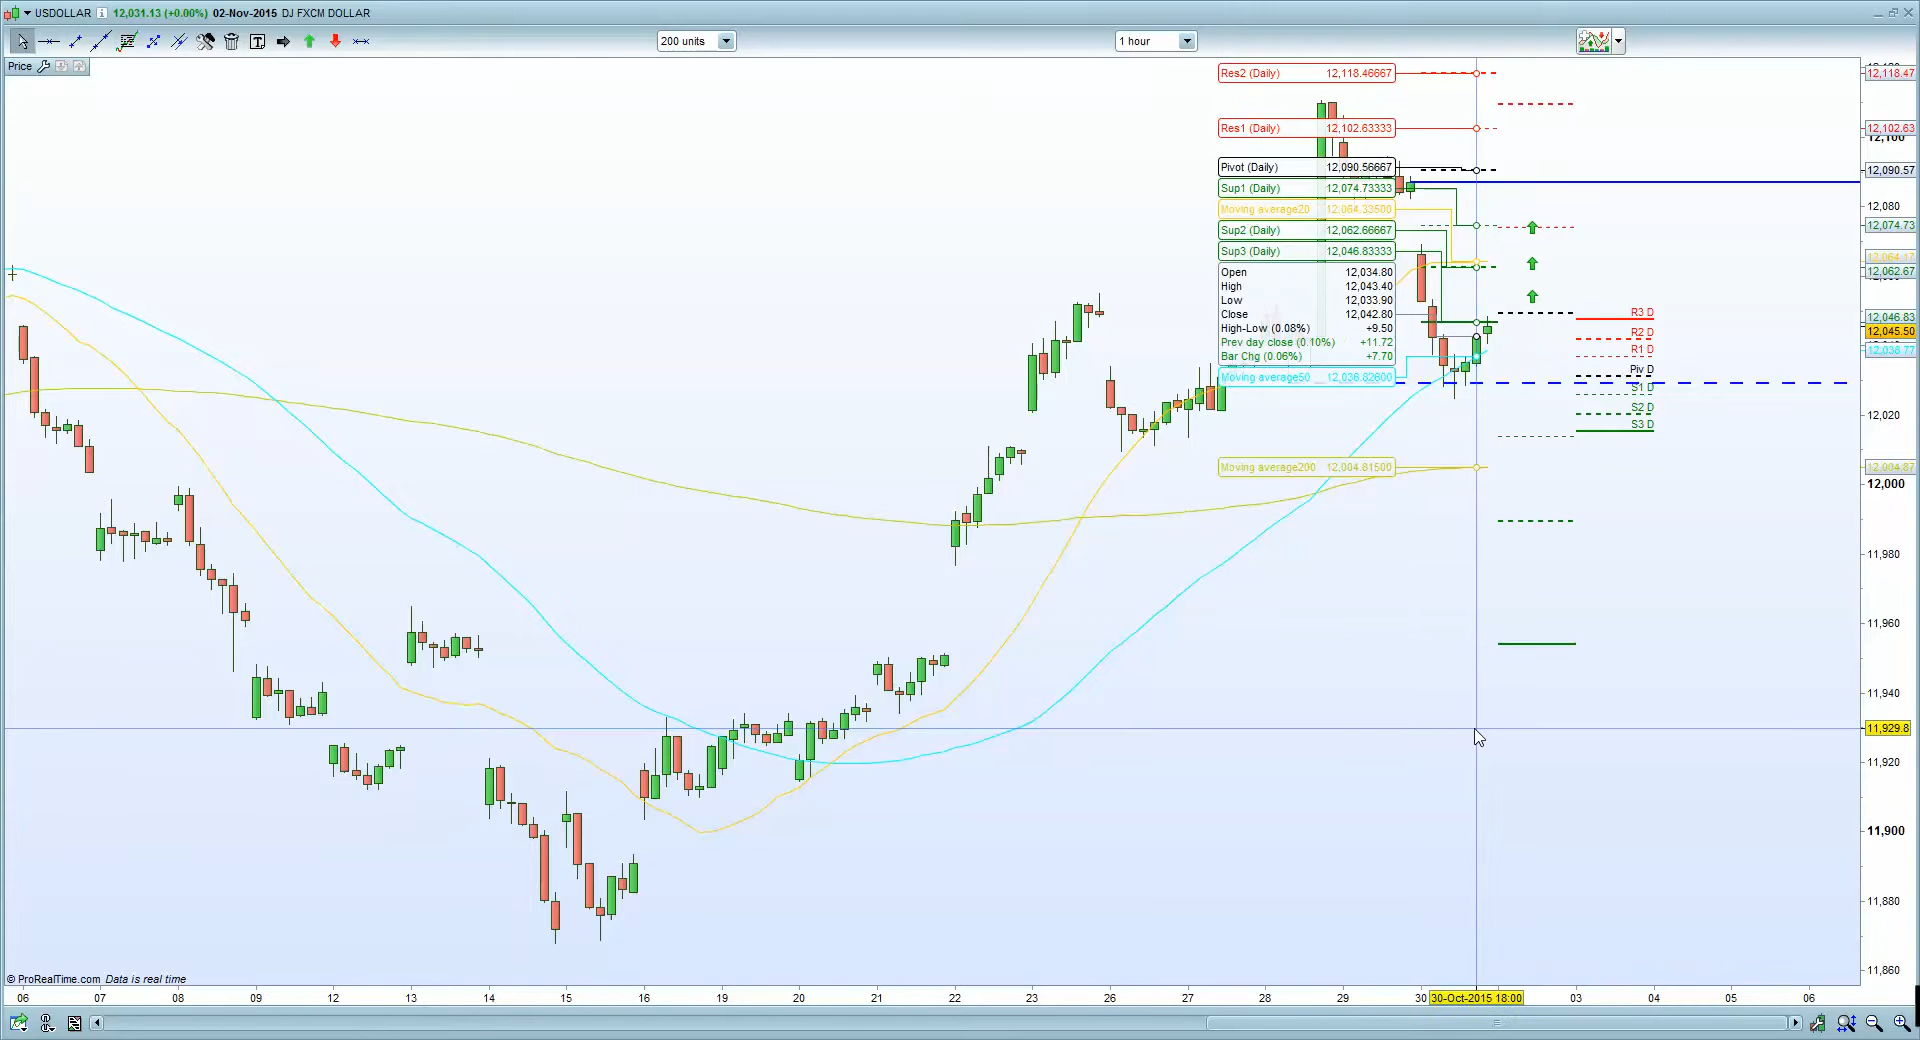 USDOLLAR 12,031.13 (+0.00%) 02-Nov-2015 DJ FXCM DOLLAR
200 units
1 hour
Price
Res2 (Daily) 12,118.46667
Res1 (Daily) 12,102.63333
Pivot (Daily) 12,090.56667
Sup1 (Daily) 12,074.73333
Moving average20 12,064.33500
Sup2 (Daily) 12,062.66667
Sup3 (Daily) 12,046.83333
Open 12,034.80
High 12,043.40
Low 12,033.90
Close 12,042.80
High-Low (0.08%) +9.50
Prev day close (0.10%) +11.72
Bar Chg (0.06%) +7.70
Moving average50 12,036.82600
Moving average200 12,004.81500
R3 D
R2 D
R1 D
Piv D
S1 D
S2 D
S3 D
12,118.47
12,102.63
12,100
12,090.57
12,080
12,074.73
12,064.17
12,062.67
12,046.83
12,045.50
12,038.77
12,020
12,004.87
12,000
11,980
11,960
11,940
11,929.8
11,920
11,900
11,880
11,860
© ProRealTime.com Data is real time
06 07 08 09 12 13 14 15 16 19 20 21 22 23 26 27 28 29 30 30-Oct-2015 18:00 03 04 05 06